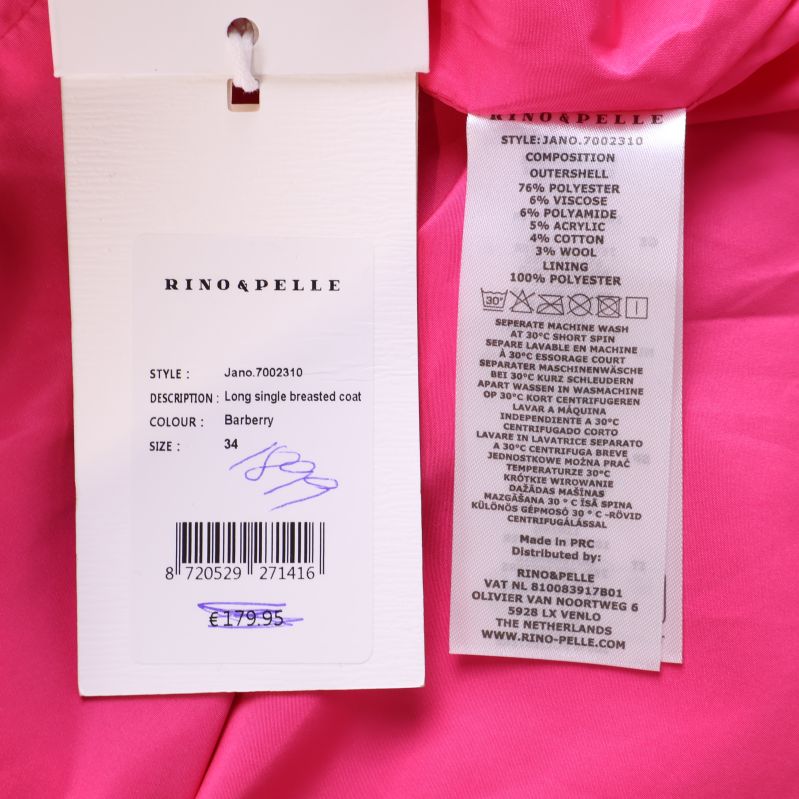 RINO & PELLE
STYLE : Jano.7002310
DESCRIPTION : Long single breasted coat
COLOUR : Barberry
SIZE : 34
1899
8 720529 271416
€ 179.95
RINO & PELLE
STYLE:JANO.7002310
COMPOSITION
OUTERSHELL
76% POLYESTER
6% VISCOSE
6% POLYAMIDE
5% ACRYLIC
4% COTTON
3% WOOL
LINING
100% POLYESTER
30°
SEPERATE MACHINE WASH
AT 30°C SHORT SPIN
SEPARE LAVABLE EN MACHINE
À 30°C ESSORAGE COURT
SEPARATER MASCHINENWÄSCHE
BEI 30°C KURZ SCHLEUDERN
APART WASSEN IN WASMACHINE
OP 30°C KORT CENTRIFUGEREN
LAVAR A MÁQUINA
INDEPENDIENTE A 30°C
CENTRIFUGADO CORTO
LAVARE IN LAVATRICE SEPARATO
A 30°C CENTRIFUGA BREVE
JEDNOSTKOWE MOŻNA PRAĆ
TEMPERATURZE 30°C
KRÓTKIE WIROWANIE
DAŽĀDAS MAŠĪNAS
MAZGĀŠANA 30 ° C ĪSĀ SPINA
KÜLÖNÖS GÉPMOSÓ 30 ° C -RÖVID
CENTRIFUGÁLÁSSAL
Made in PRC
Distributed by:
RINO&PELLE
VAT NL 810083917B01
OLIVIER VAN NOORTWEG 6
5928 LX VENLO
THE NETHERLANDS
WWW.RINO-PELLE.COM